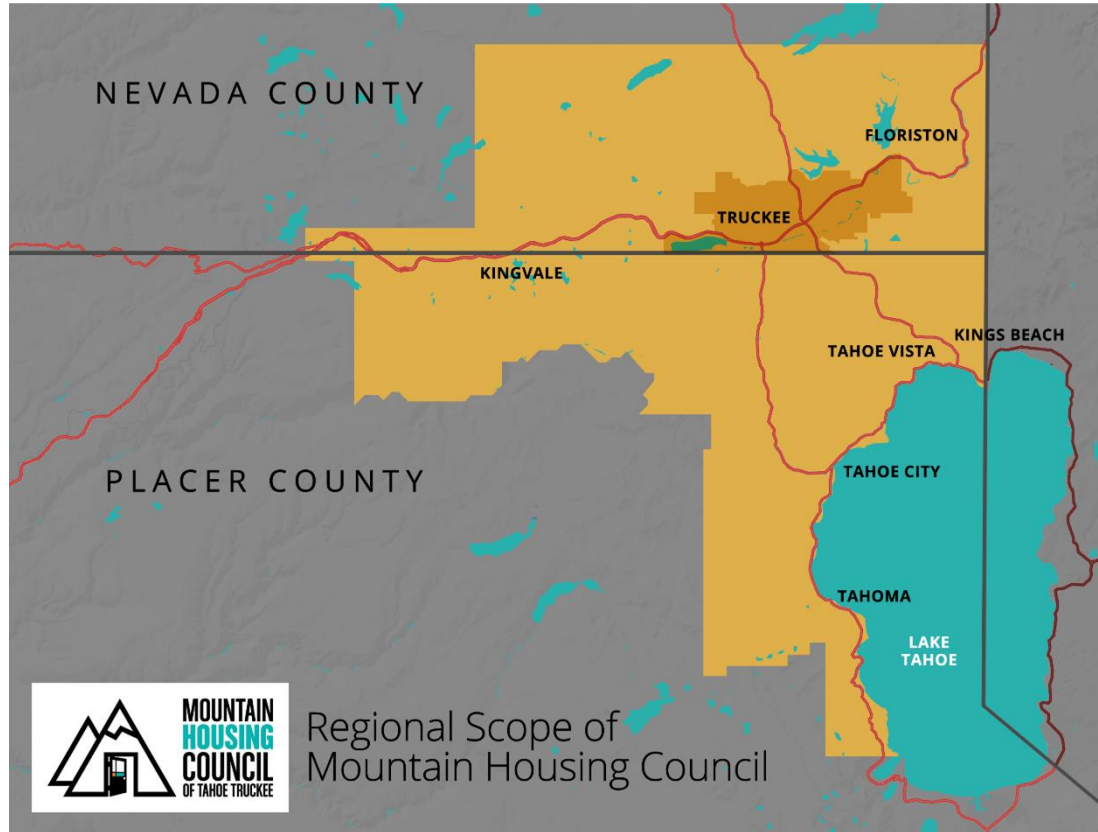 NEVADA COUNTY
FLORISTON
TRUCKEE
KINGVALE
KINGS BEACH
TAHOE VISTA
TAHOE CITY
PLACER COUNTY
TAHOMA
LAKE
TAHOE
MOUNTAIN
HOUSING
COUNCIL
OF TAHOE TRUCKEE
Regional Scope of
Mountain Housing Council